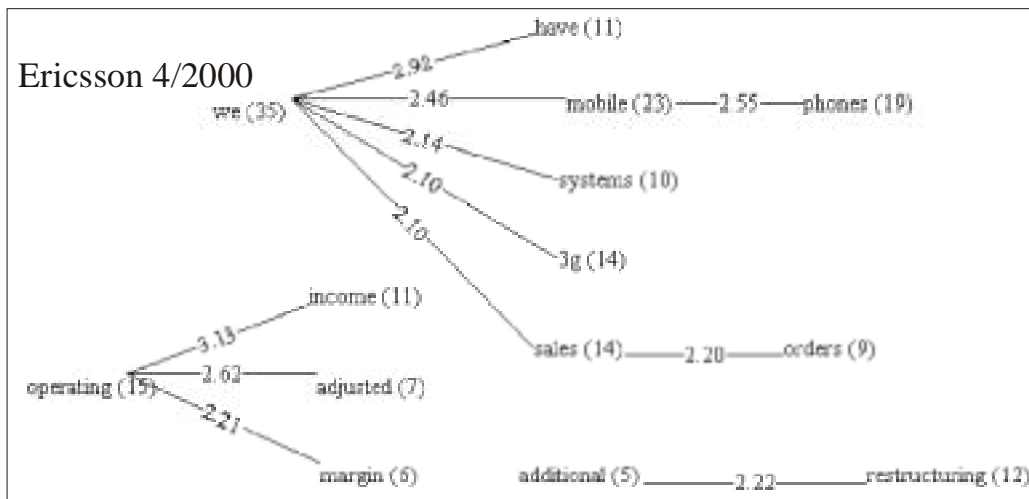 have (11)
Ericsson 4/2000
2.92
we (35)
2.46
mobile (23)
2.55
phones (19)
2.14
2.10
systems (10)
2.10
3g (14)
income (11)
3.13
sales (14)
2.20
orders (9)
operating (15)
2.62
adjusted (7)
2.21
margin (6)
additional (5)
2.22
restructuring (12)